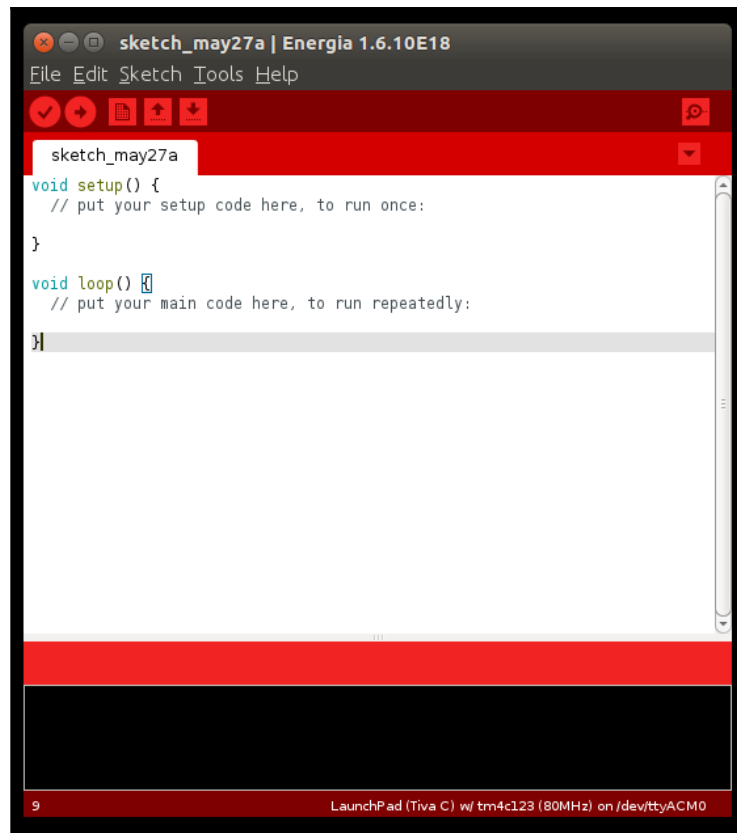 sketch_may27a | Energia 1.6.10E18
File Edit Sketch Tools Help
sketch_may27a
void setup() {
  // put your setup code here, to run once:
}
void loop() {
  // put your main code here, to run repeatedly:
}
9 LaunchPad (Tiva C) w/ tm4c123 (80MHz) on /dev/ttyACM0